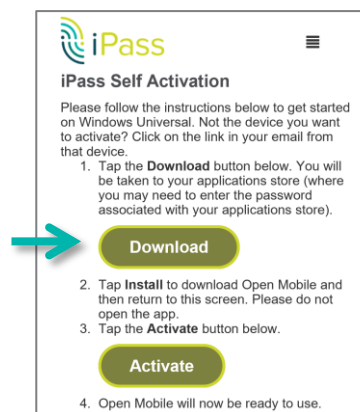 iPass
iPass Self Activation
Please follow the instructions below to get started
on Windows Universal. Not the device you want
to activate? Click on the link in your email from
that device.
1. Tap the Download button below. You will
be taken to your applications store (where
you may need to enter the password
associated with your applications store).
Download
2. Tap Install to download Open Mobile and
then return to this screen. Please do not
open the app.
3. Tap the Activate button below.
Activate
4. Open Mobile will now be ready to use.